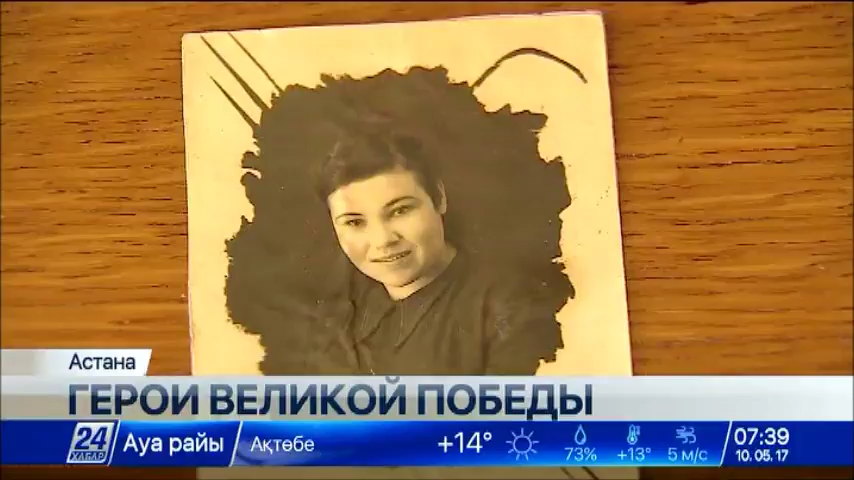 Астана
ГЕРОИ ВЕЛИКОЙ ПОБЕДЫ
24 ХАБАР Ауа райы Ақтөбе +14° 73% +13° 5 м/с 07:39
10.05.17